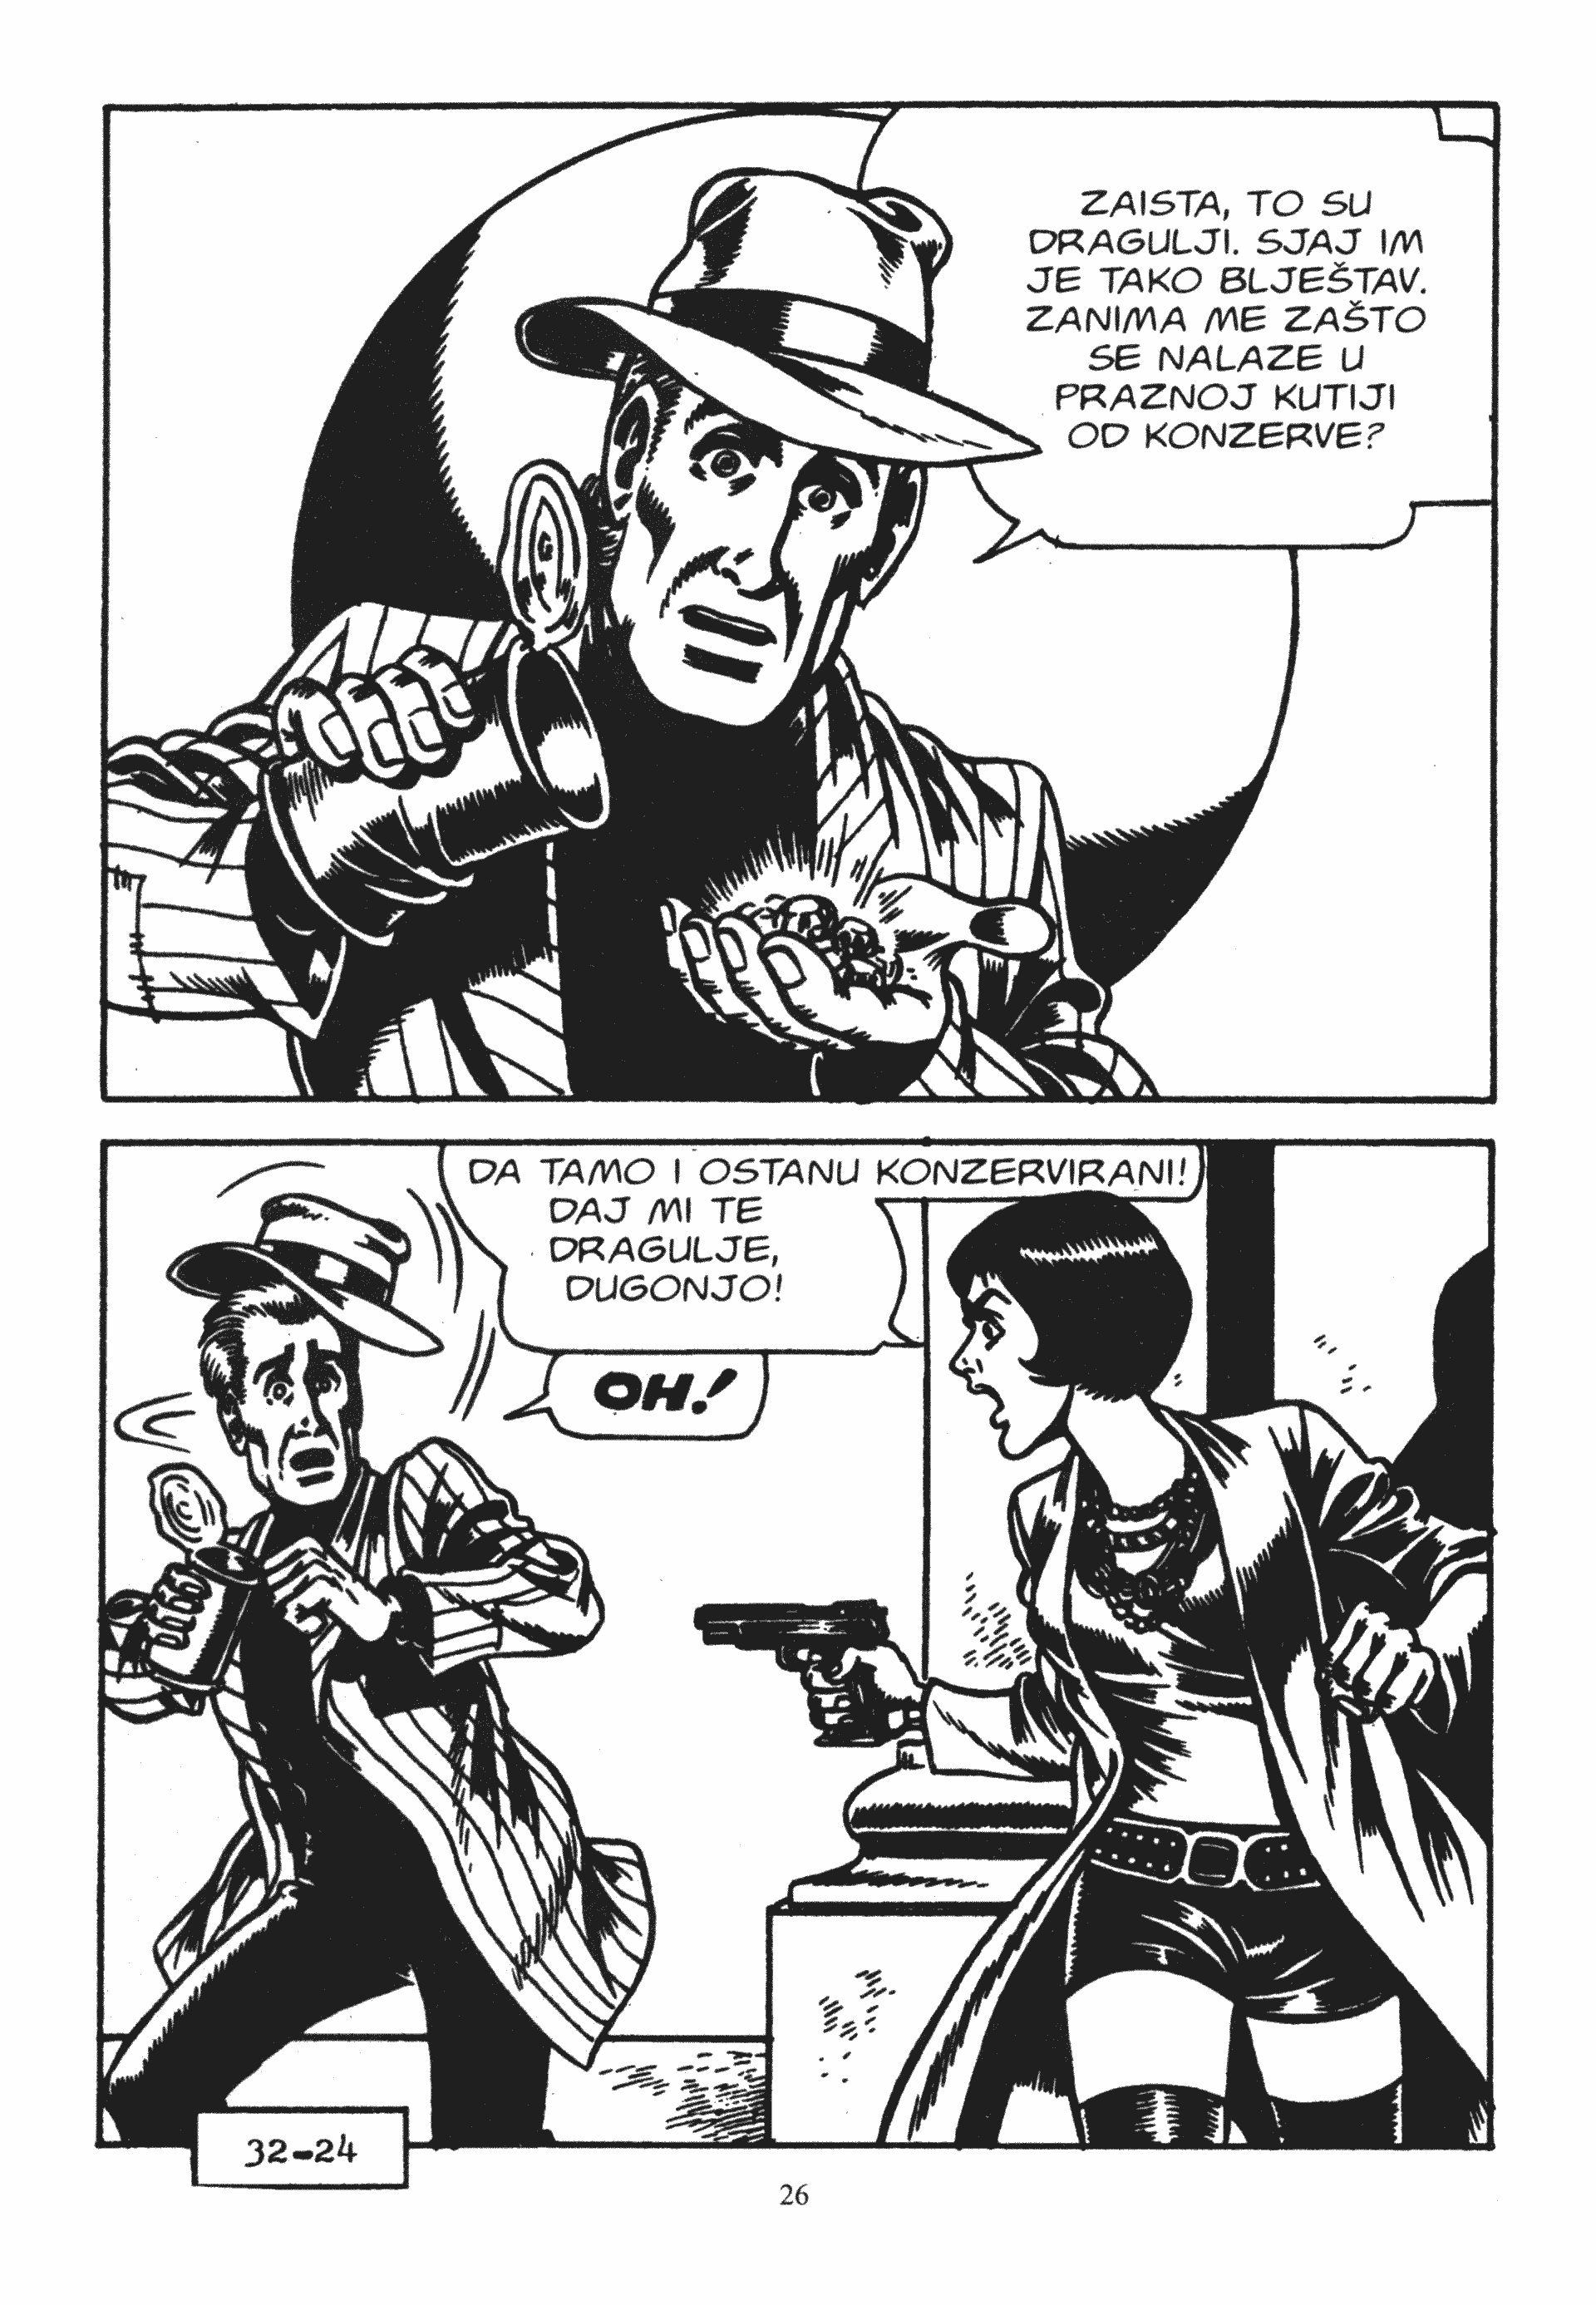 ZAISTA, TO SU
DRAGULJI. SJAJ IM
JE TAKO BLJEŠTAV.
ZANIMA ME ZAŠTO
SE NALAZE U
PRAZNOJ KUTIJI
OD KONZERVE?
DA TAMO I OSTANU KONZERVIRANI!
DAJ MI TE
DRAGULJE,
DUGONJO!
OH!
32-24
26